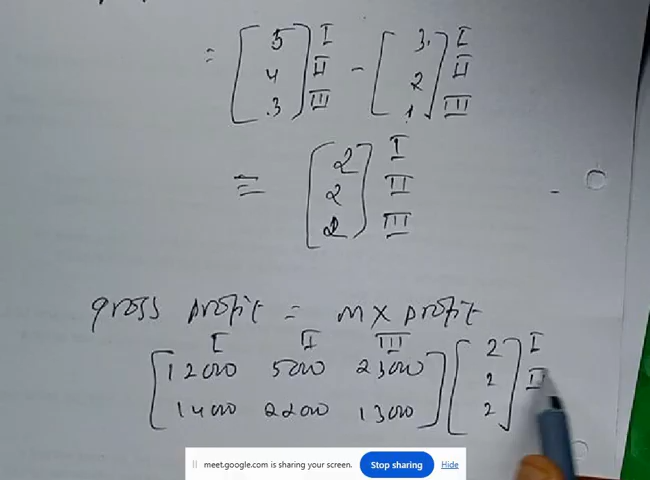 = [5 I - [3 I
4 II 2 II
3 III] 1 III]
= [2 I
2 II
2] III
Gross profit = M x profit
I II III
[12000 5000 23000] [2 I
14000 22000 13000] 2 II
2]
meet.google.com is sharing your screen. Stop sharing Hide